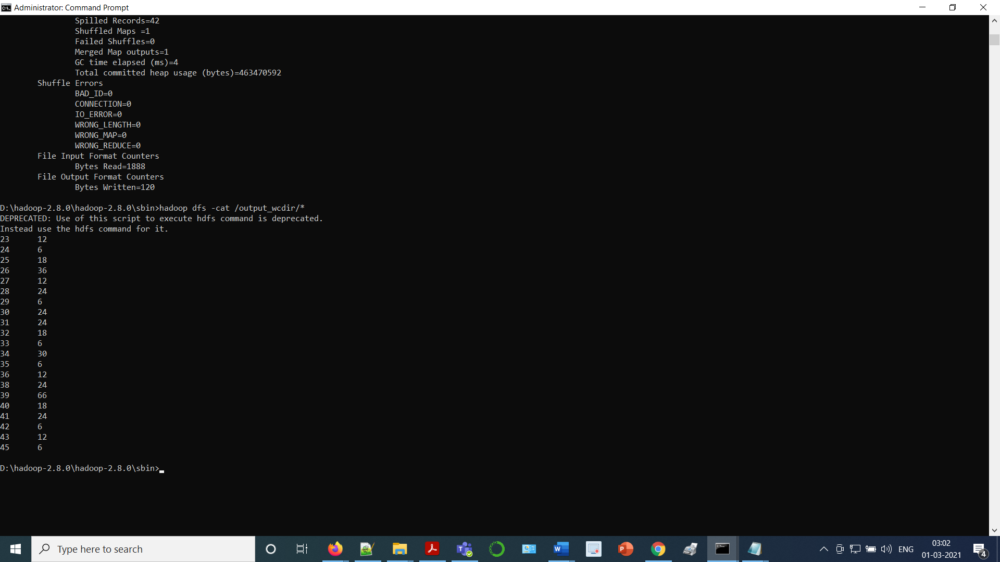 Administrator: Command Prompt
Spilled Records=42
Shuffled Maps =1
Failed Shuffles=0
Merged Map outputs=1
GC time elapsed (ms)=4
Total committed heap usage (bytes)=463470592
Shuffle Errors
BAD_ID=0
CONNECTION=0
IO_ERROR=0
WRONG_LENGTH=0
WRONG_MAP=0
WRONG_REDUCE=0
File Input Format Counters
Bytes Read=1888
File Output Format Counters
Bytes Written=120
D:\hadoop-2.8.0\hadoop-2.8.0\sbin>hadoop dfs -cat /output_wcdir/*
DEPRECATED: Use of this script to execute hdfs command is deprecated.
Instead use the hdfs command for it.
23 12
24 6
25 18
26 36
27 12
28 24
29 6
30 24
31 24
32 18
33 6
34 30
35 6
36 12
38 24
39 66
40 18
41 24
42 6
43 12
45 6
D:\hadoop-2.8.0\hadoop-2.8.0\sbin>
Type here to search
ENG
03:02
01-03-2021
4